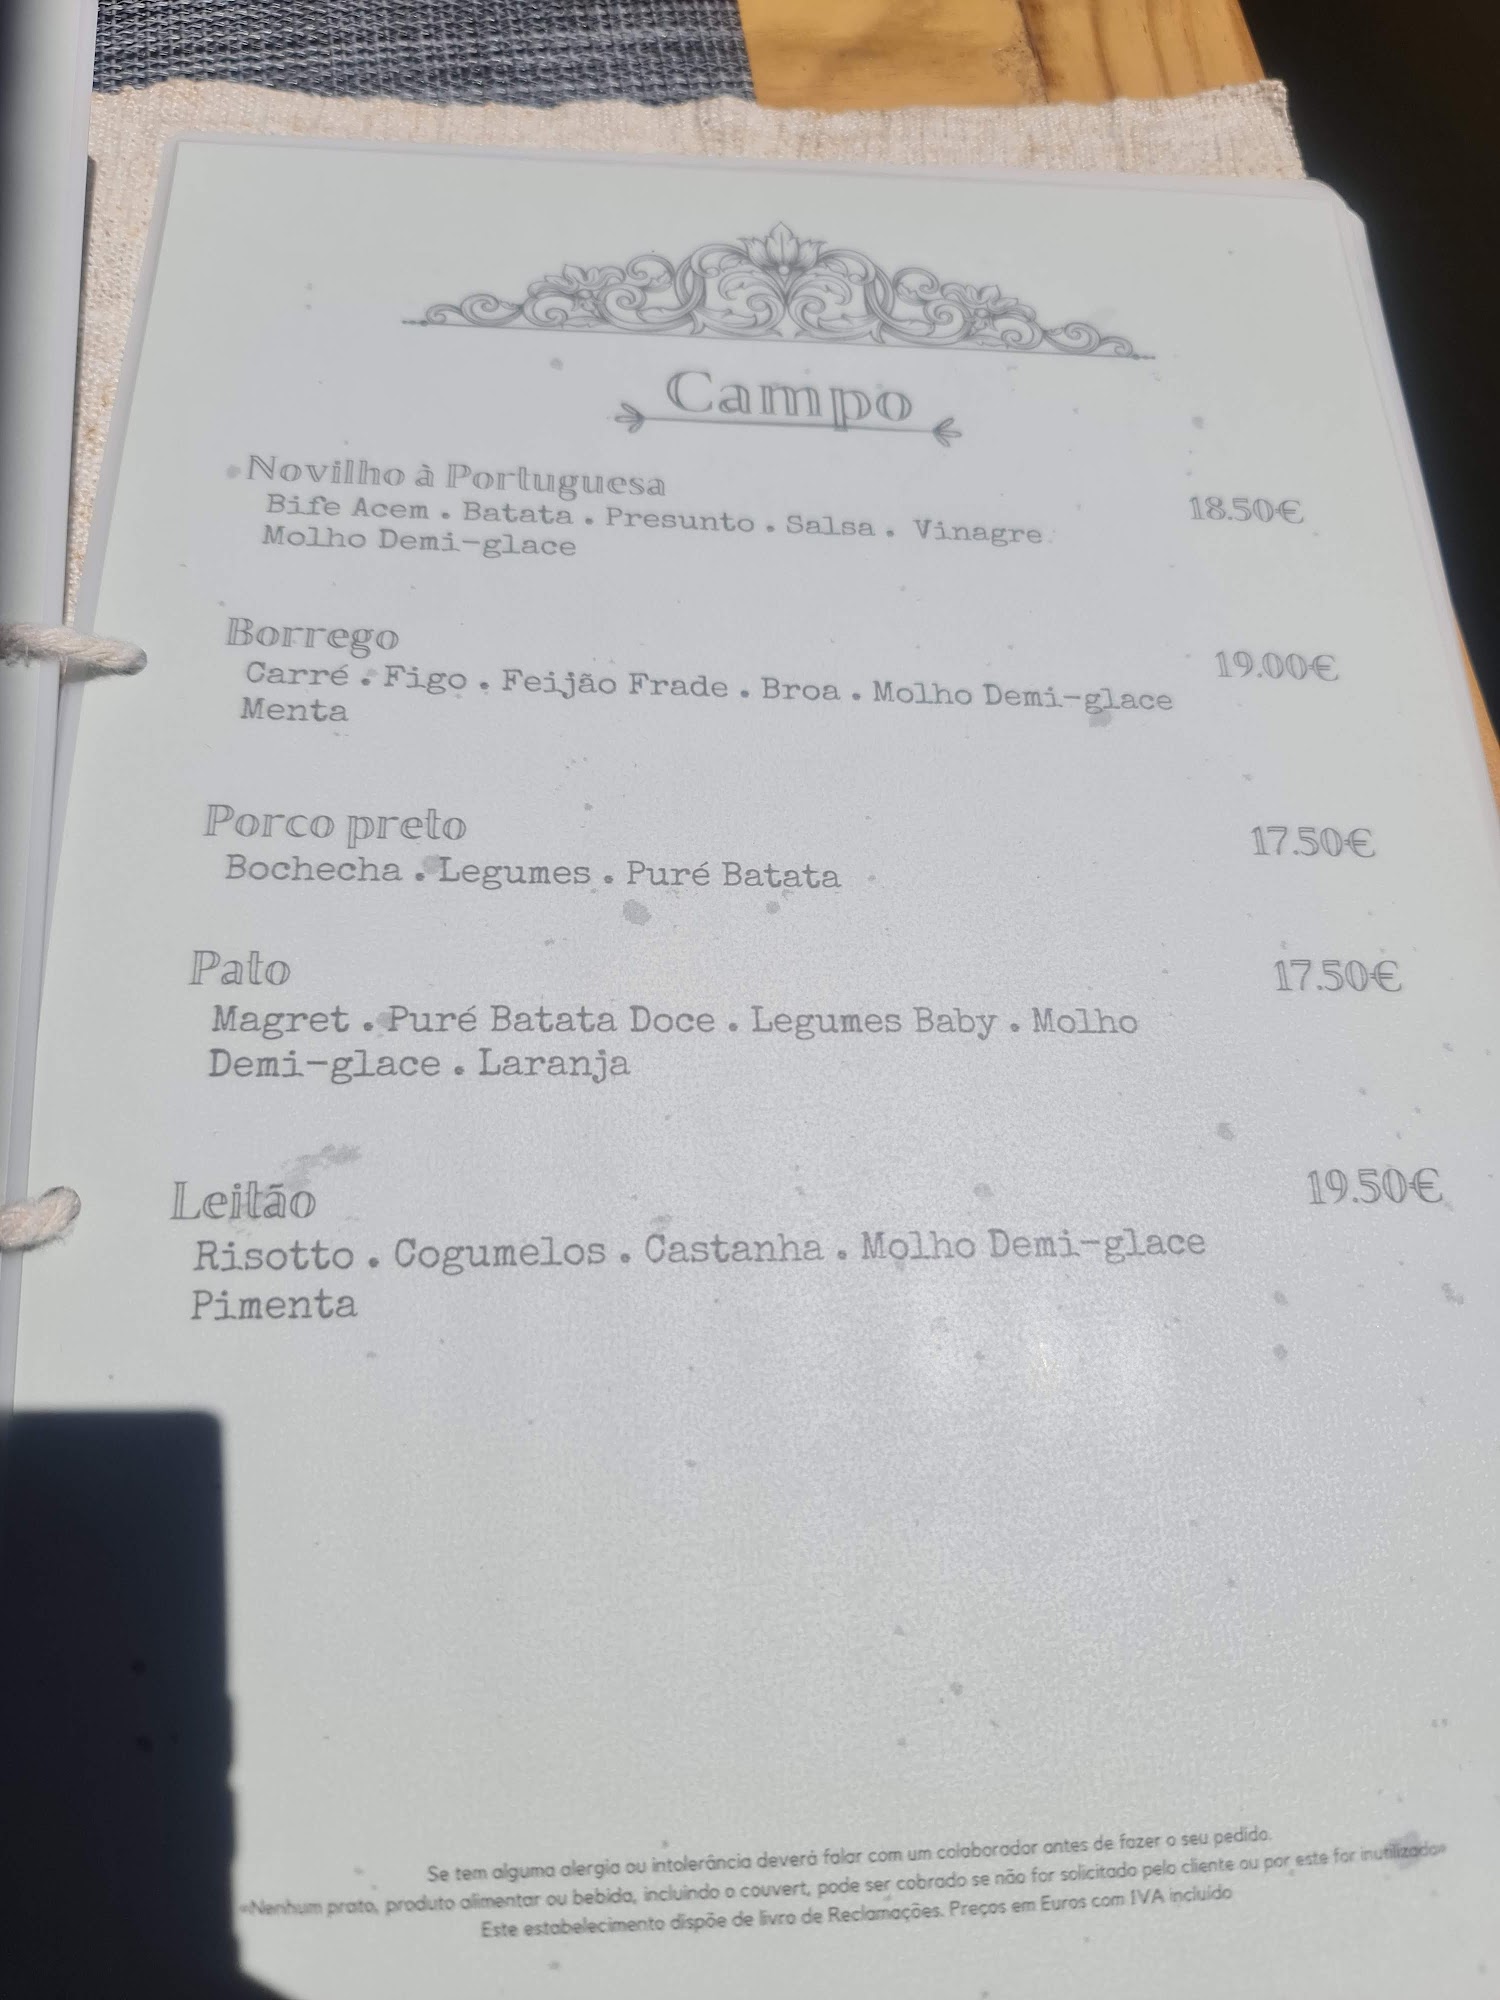 Campo
Novilho à Portuguesa
18.50€
Bife Acem . Batata . Presunto . Salsa . Vinagre
Molho Demi-glace
Borrego
19.00€
Carré . Figo . Feijão Frade . Broa . Molho Demi-glace
Menta
Porco preto
17.50€
Bochecha . Legumes . Puré Batata
Pato
17.50€
Magret . Puré Batata Doce . Legumes Baby . Molho
Demi-glace . Laranja
Leitão
19.50€
Risotto . Cogumelos . Castanha . Molho Demi-glace
Pimenta
Se tem alguma alergia ou intolerância deverá falar com um colaborador antes de fazer o seu pedido.
«Nenhum prato, produto alimentar ou bebida, incluindo o couvert, pode ser cobrado se não for solicitado pelo cliente ou por este for inutilizado»
Este estabelecimento dispõe de livro de Reclamações. Preços em Euros com IVA incluído